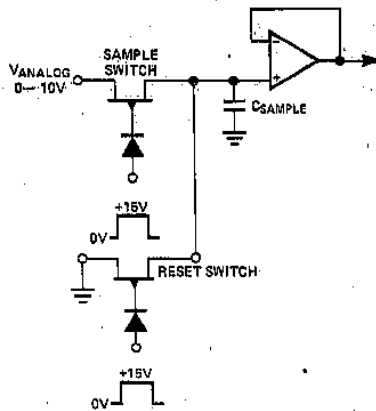 SAMPLE
SWITCH
VANALOG
0—10V
−
+
CSAMPLE
+15V
0V
RESET SWITCH
+15V
0V